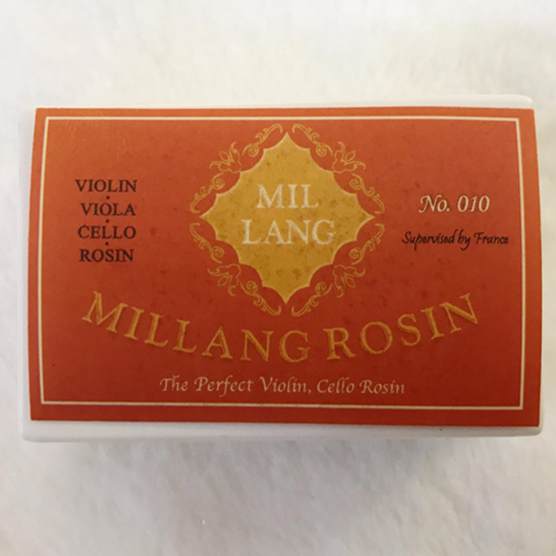 VIOLIN
VIOLA
CELLO
ROSIN
MIL
LANG
No. 010
Supervised by France
MILLANG ROSIN
The Perfect Violin, Cello Rosin